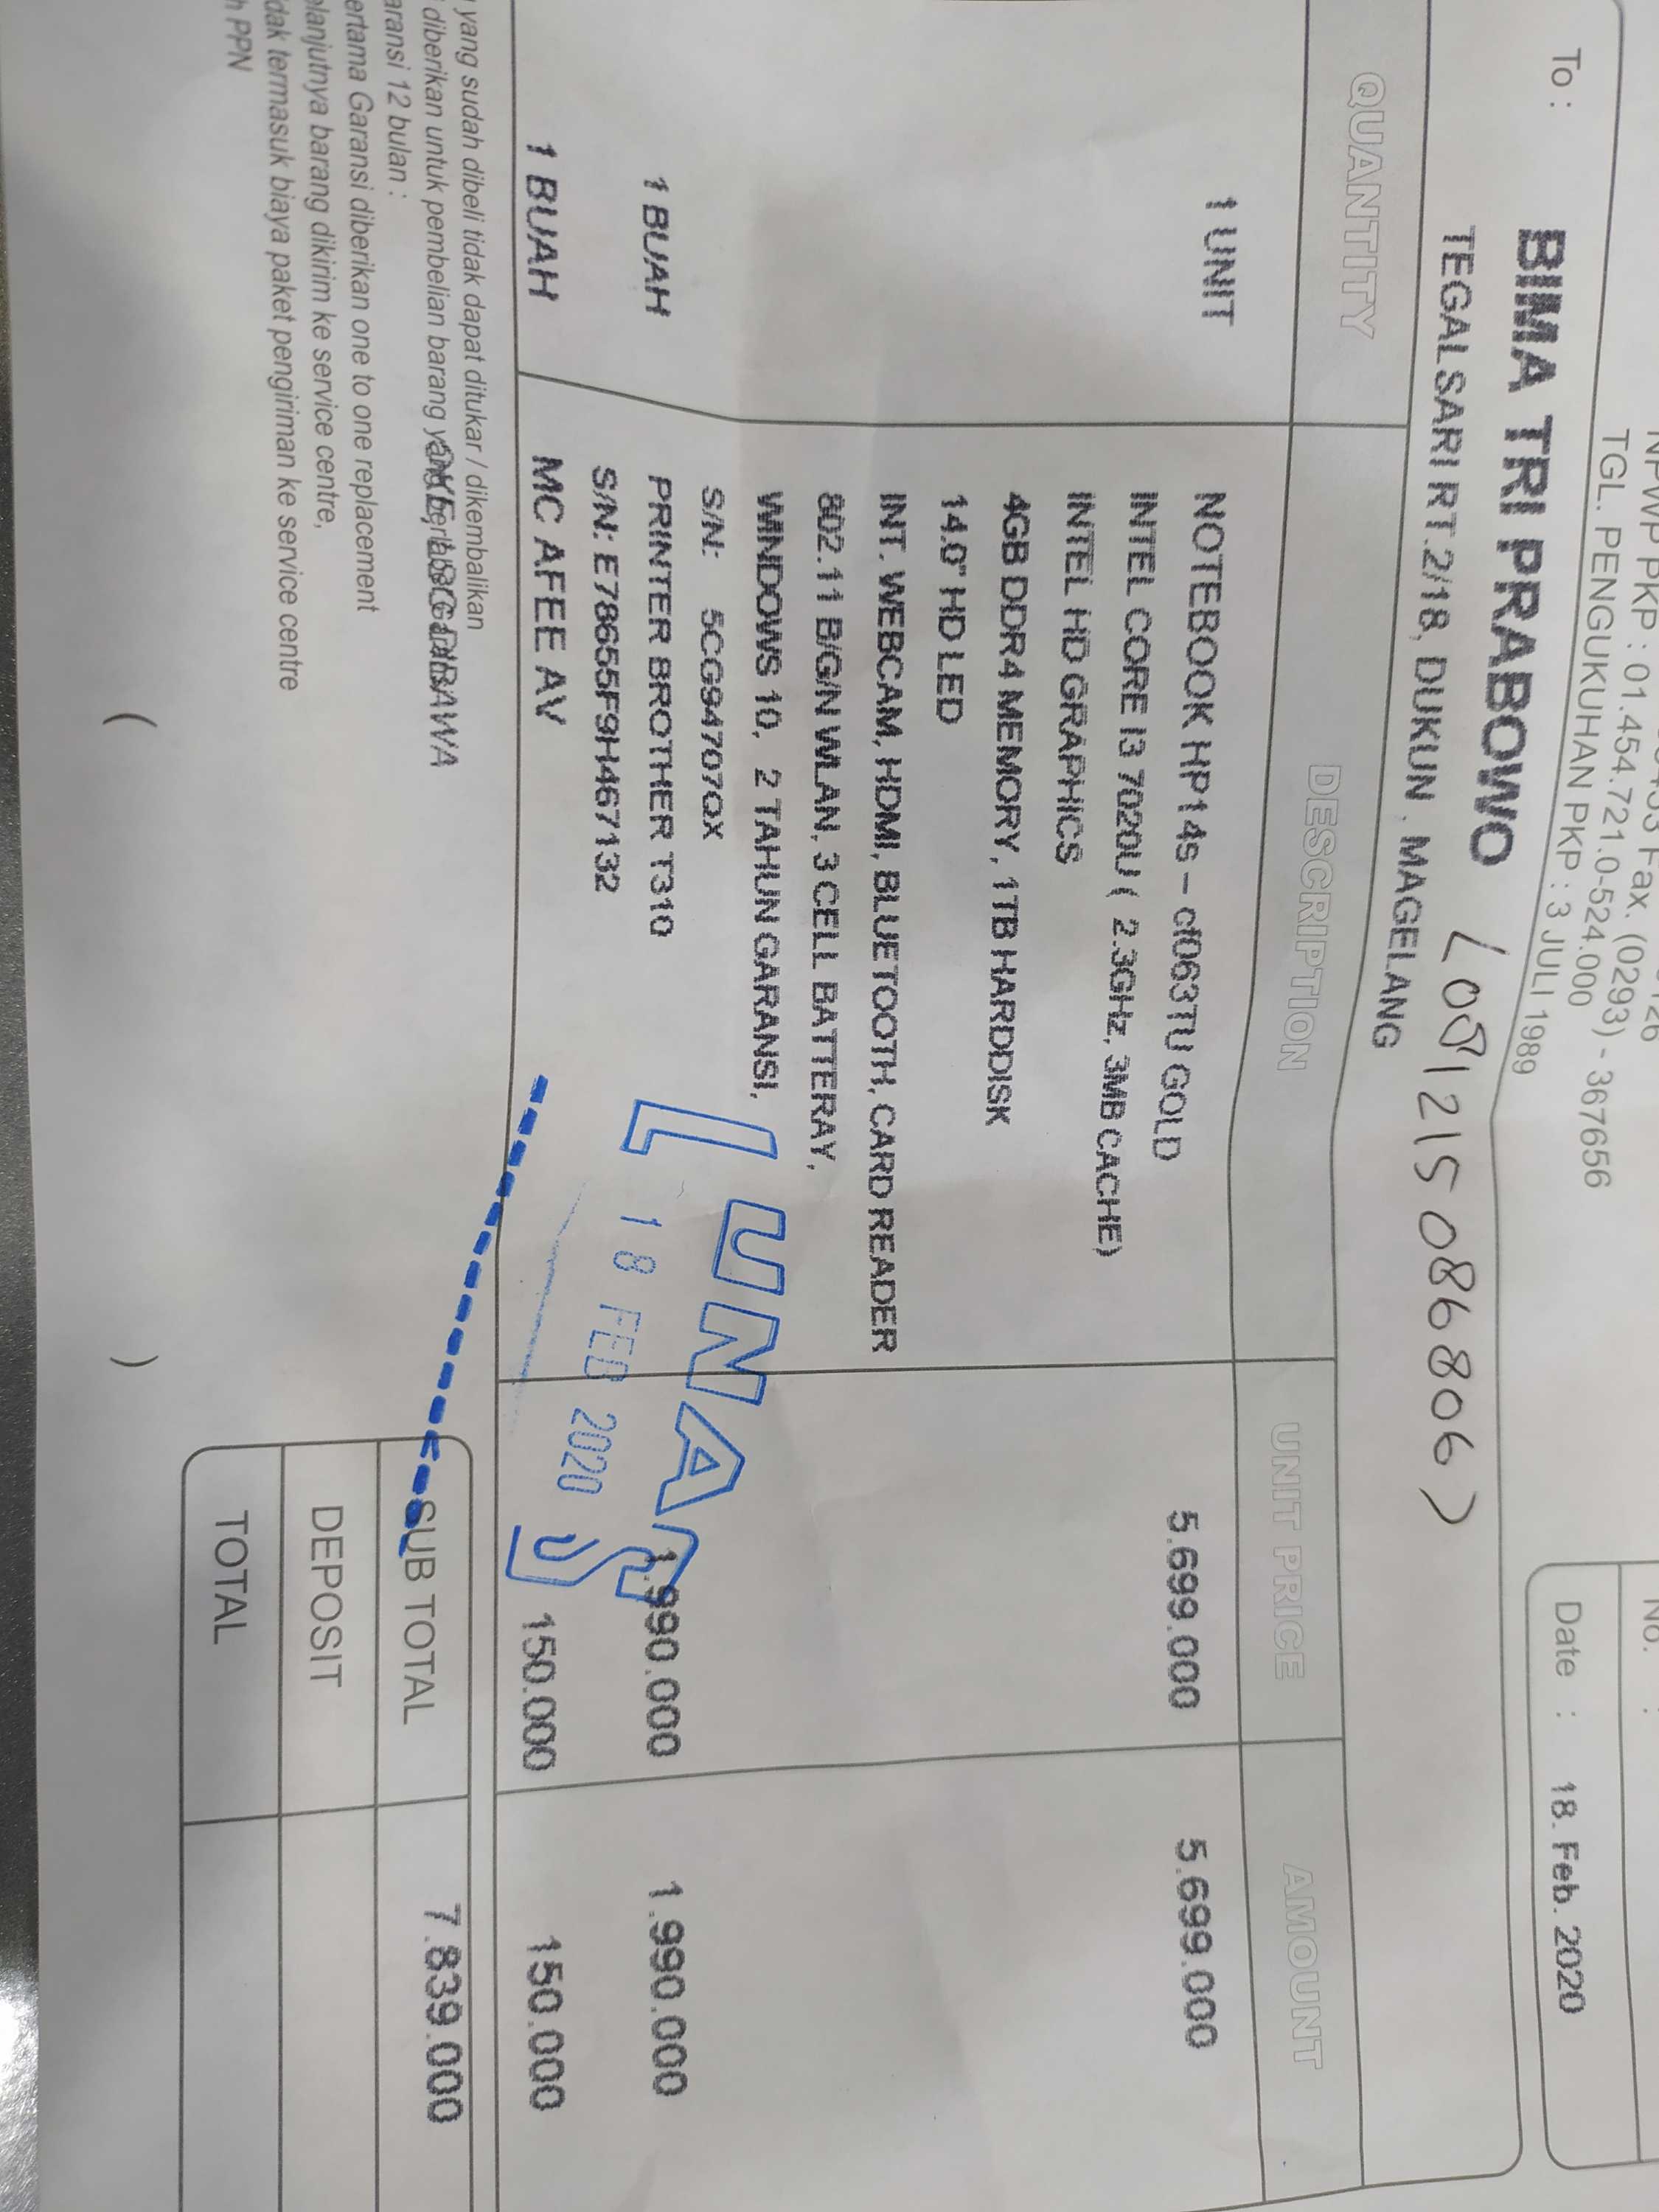 Fax. (0293) - 367656
NPWP PKP : 01.454.721.0-524.000
TGL. PENGUKUHAN PKP : 3 JULI 1989
No. :
Date : 18. Feb. 2020
To : BIMA TRI PRABOWO (081215086806)
TEGALSARI RT.2/18, DUKUN . MAGELANG
QUANTITY DESCRIPTION UNIT PRICE AMOUNT
1 UNIT NOTEBOOK HP14s – cf063TU GOLD 5.699.000 5.699.000
INTEL CORE I3 7020U ( 2.3GHz, 3MB CACHE)
INTEL HD GRAPHICS
4GB DDR4 MEMORY, 1TB HARDDISK
14.0" HD LED
INT. WEBCAM, HDMI, BLUETOOTH, CARD READER
802.11 B/G/N WLAN, 3 CELL BATTERAY,
WINDOWS 10, 2 TAHUN GARANSI,
S/N: 5CG94707QX
1 BUAH PRINTER BROTHER T310 1.990.000 1.990.000
S/N: E78655F9H467132
1 BUAH MC AFEE AV 150.000 150.000
LUNAS
18 FEB 2020
yang sudah dibeli tidak dapat ditukar / dikembalikan
diberikan untuk pembelian barang yang
12 bulan :
Garansi diberikan one to one replacement
barang dikirim ke service centre,
termasuk biaya paket pengiriman ke service centre
PPN
SUB TOTAL 7.839.000
DEPOSIT
TOTAL
( )